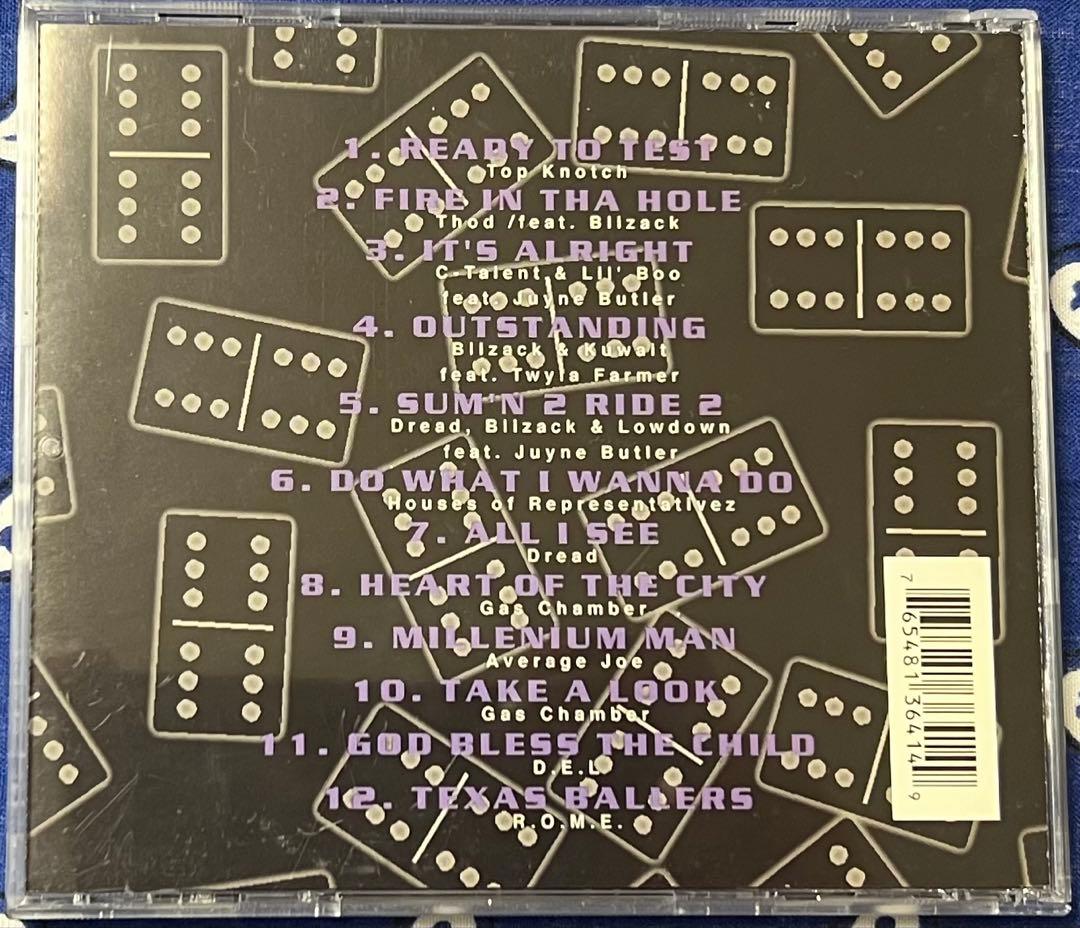 1. READY TO TEST
Top Knotch
2. FIRE IN THA HOLE
Thod /feat. Blizack
3. IT'S ALRIGHT
C-Talent & Lil' Boo
feat. Juyne Butler
4. OUTSTANDING
Blizack & Kuwait
feat. Twyla Farmer
5. SUM'N 2 RIDE 2
Dread, Blizack & Lowdown
feat. Juyne Butler
6. DO WHAT I WANNA DO
Houses of Representativez
7. ALL I SEE
Dread
8. HEART OF THE CITY
Gas Chamber
9. MILLENIUM MAN
Average Joe
10. TAKE A LOOK
Gas Chamber
11. GOD BLESS THE CHILD
D.E.L.
12. TEXAS BALLERS
R.O.M.E.
7 65481 36414 9